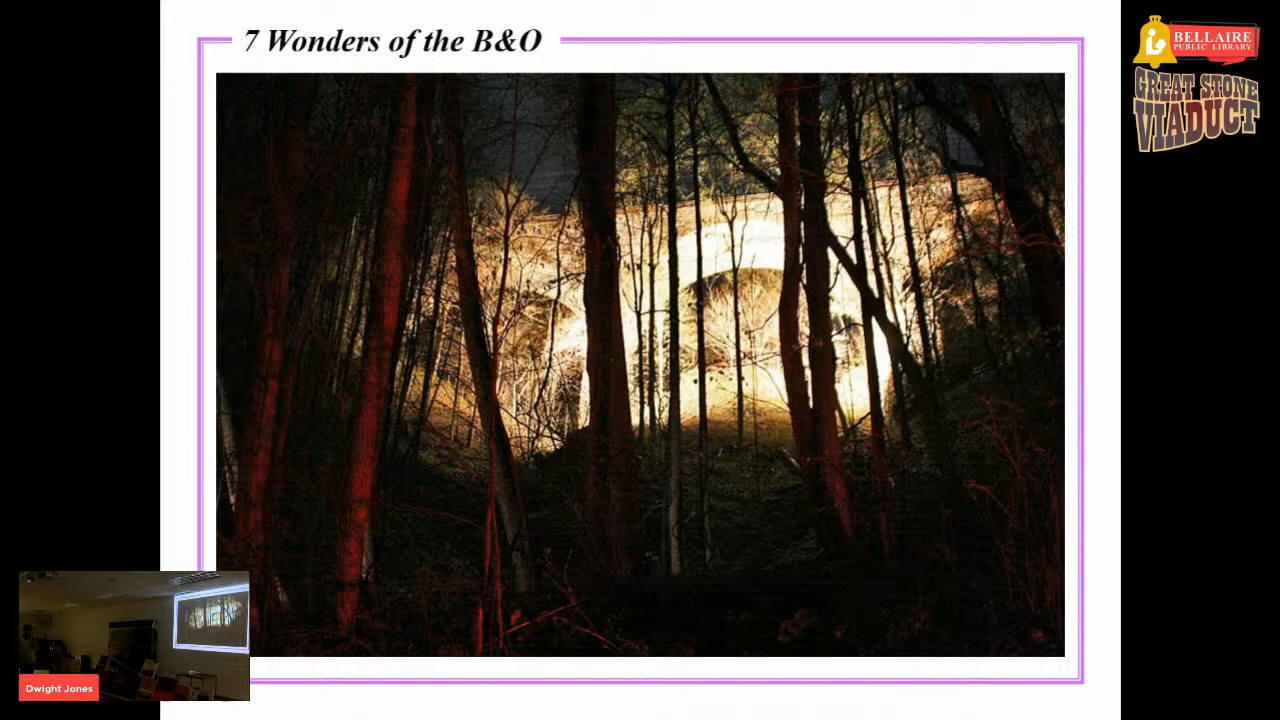 7 Wonders of the B&O
BELLAIRE
PUBLIC LIBRARY
GREAT STONE
VIADUCT
Dwight Jones